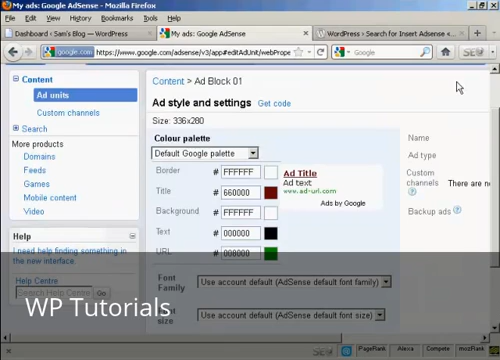 My ads: Google AdSense - Mozilla Firefox
File Edit View History Bookmarks Tools Help
Dashboard ‹ Sam's Blog — WordPress
My ads: Google AdSense
WordPress › Search for Insert Adsense «...
google.com https://www.google.com/adsense/v3/app#editAdUnit/webPrope
Google
Content
Ad units
Custom channels
Search
More products
Domains
Feeds
Games
Mobile content
Video
Help
I need help finding something in the new interface.
Help Centre
Search Help Centre Go
Content > Ad Block 01
Ad style and settings Get code
Size: 336x280
Colour palette
Default Google palette
Border # FFFFFF
Title # 660000
Background # FFFFFF
Text # 000000
URL # 008000
Ad Title
Ad text
www.ad-url.com
Ads by Google
Font Family Use account default (AdSense default font family)
Font size Use account default (AdSense default font size)
Name
Ad type
Custom channels There are no
Backup ads
WP Tutorials
PageRank Alexa Compete mozRank